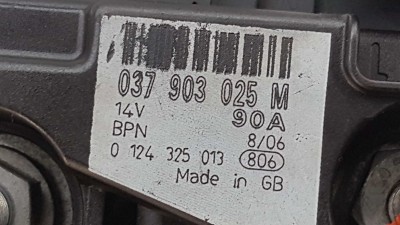 037 903 025 M
14V 90A
BPN 8/06
0 124 325 013 806
Made in GB